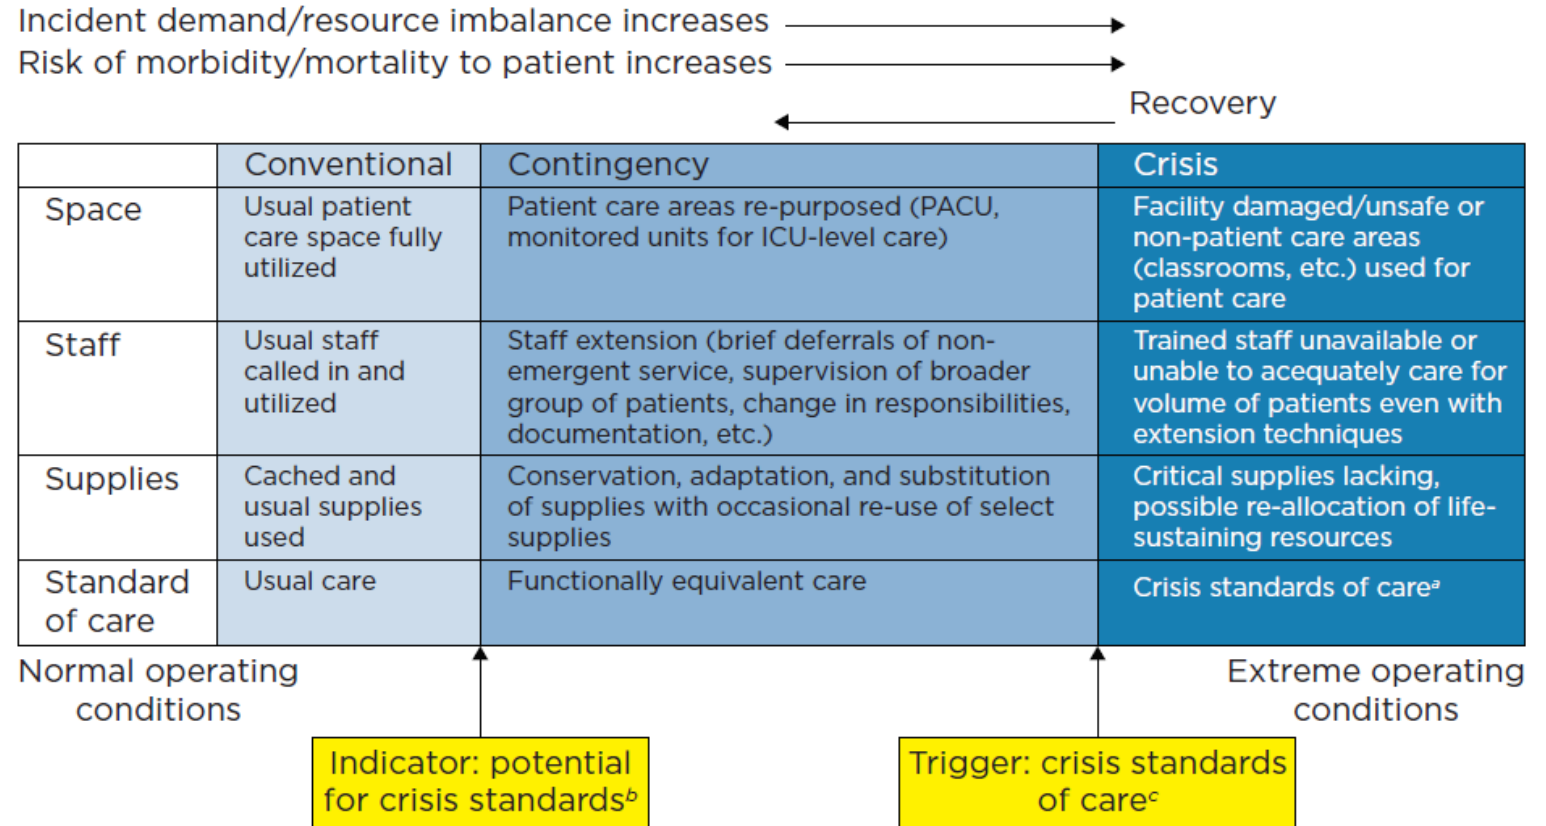 Incident demand/resource imbalance increases
Risk of morbidity/mortality to patient increases
Recovery
Conventional
Contingency
Crisis
Space
Usual patient
care space fully
utilized
Patient care areas re-purposed (PACU,
monitored units for ICU-level care)
Facility damaged/unsafe or
non-patient care areas
(classrooms, etc.) used for
patient care
Staff
Usual staff
called in and
utilized
Staff extension (brief deferrals of non-
emergent service, supervision of broader
group of patients, change in responsibilities,
documentation, etc.)
Trained staff unavailable or
unable to acequately care for
volume of patients even with
extension techniques
Supplies
Cached and
usual supplies
used
Conservation, adaptation, and substitution
of supplies with occasional re-use of select
supplies
Critical supplies lacking,
possible re-allocation of life-
sustaining resources
Standard
of care
Usual care
Functionally equivalent care
Crisis standards of careᵃ
Normal operating
conditions
Extreme operating
conditions
Indicator: potential
for crisis standardsᵇ
Trigger: crisis standards
of careᶜ